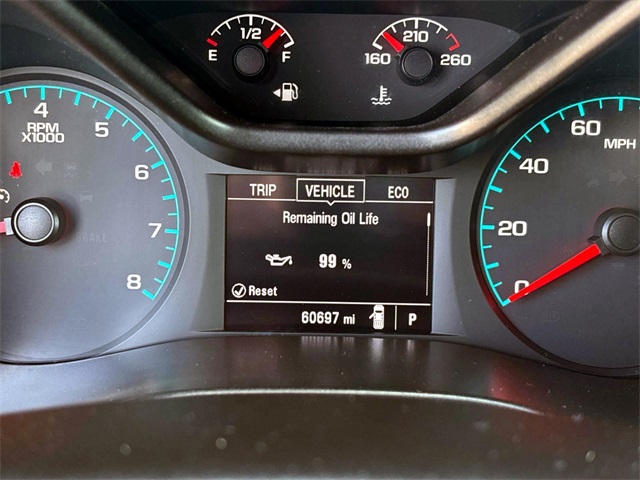 1/2
E F
210
160 260
4
5
6
7
8
RPM
X1000
TRIP VEHICLE ECO
Remaining Oil Life
99 %
Reset
60697 mi P
60
MPH
40
20
0
BRAKE